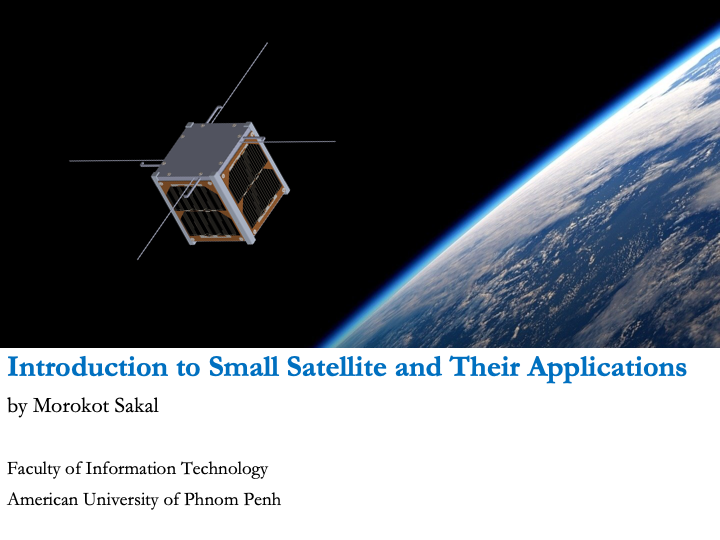 Introduction to Small Satellite and Their Applications
by Morokot Sakal
Faculty of Information Technology
American University of Phnom Penh